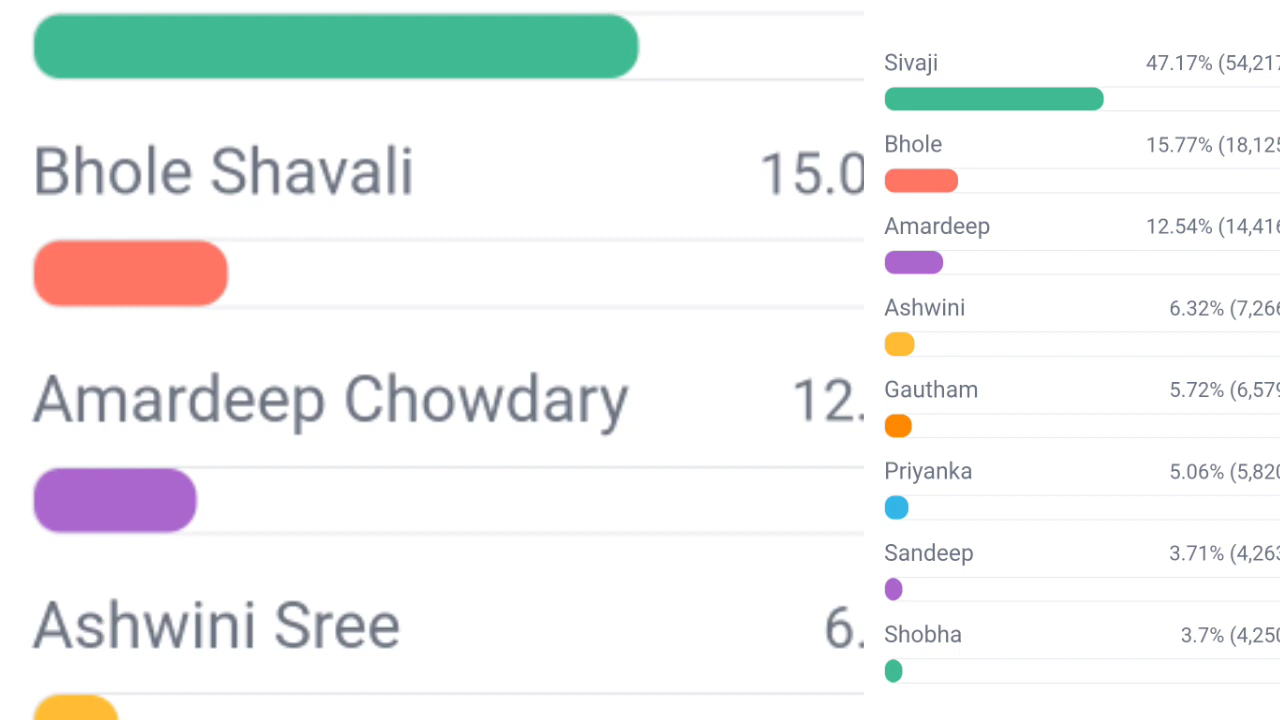 Bhole Shavali 15.0
Amardeep Chowdary 12.
Ashwini Sree 6.
Sivaji 47.17% (54,217
Bhole 15.77% (18,125
Amardeep 12.54% (14,416
Ashwini 6.32% (7,266
Gautham 5.72% (6,579
Priyanka 5.06% (5,820
Sandeep 3.71% (4,263
Shobha 3.7% (4,250